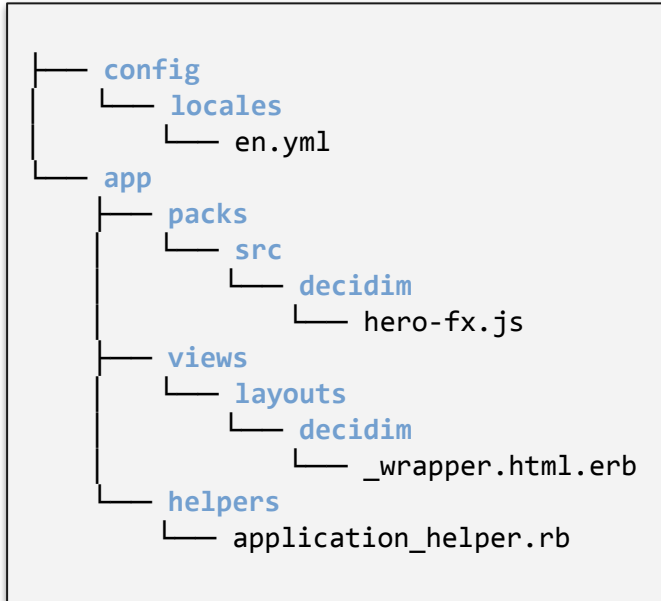 config
locales
en.yml
app
packs
src
decidim
hero-fx.js
views
layouts
decidim
_wrapper.html.erb
helpers
application_helper.rb